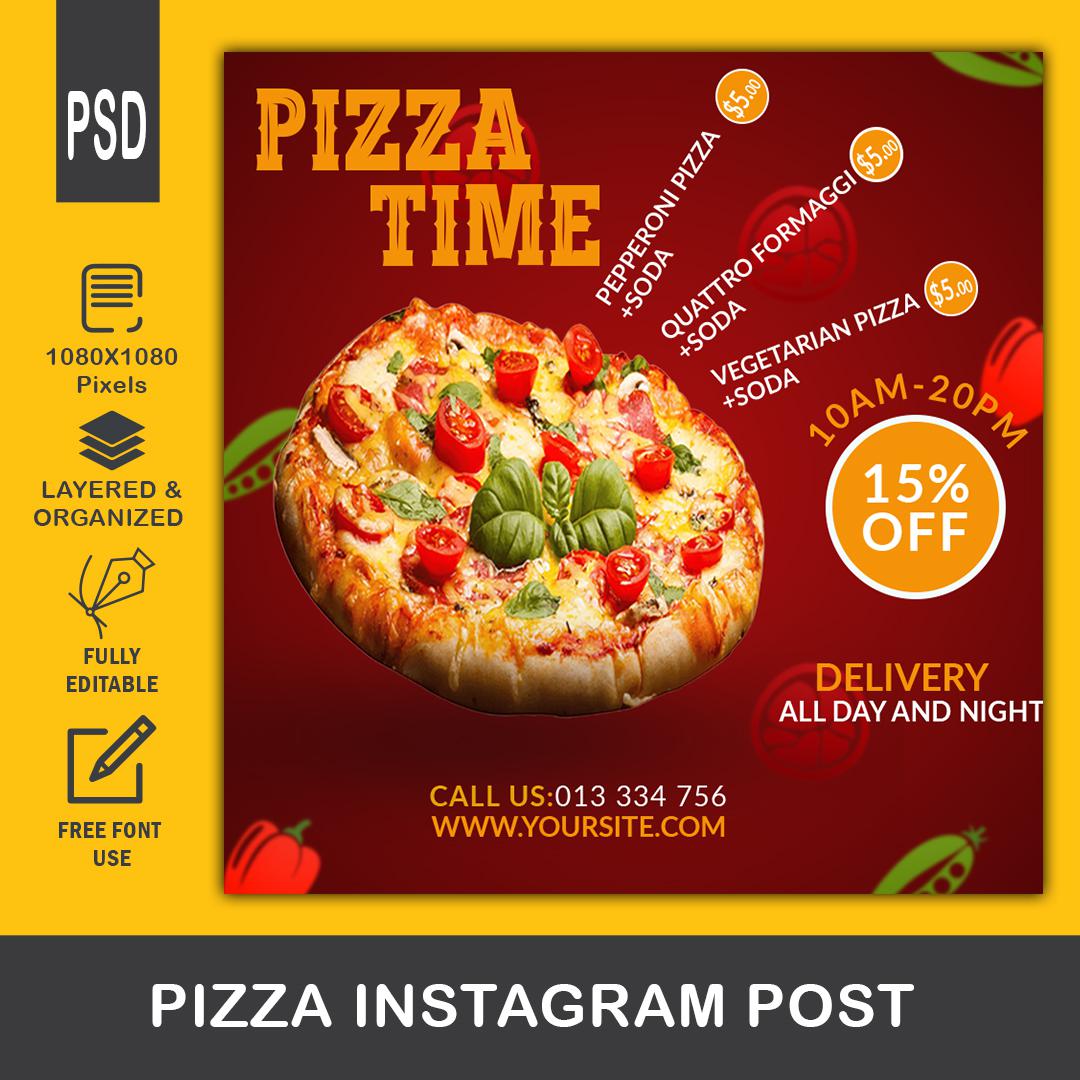 PSD
1080X1080
Pixels
LAYERED &
ORGANIZED
FULLY
EDITABLE
FREE FONT
USE
PIZZA
TIME
PEPPERONI PIZZA
+SODA
$5.00
QUATTRO FORMAGGI
+SODA
$5.00
VEGETARIAN PIZZA
+SODA
$5.00
10AM-20PM
15%
OFF
DELIVERY
ALL DAY AND NIGHT
CALL US:013 334 756
WWW.YOURSITE.COM
PIZZA INSTAGRAM POST